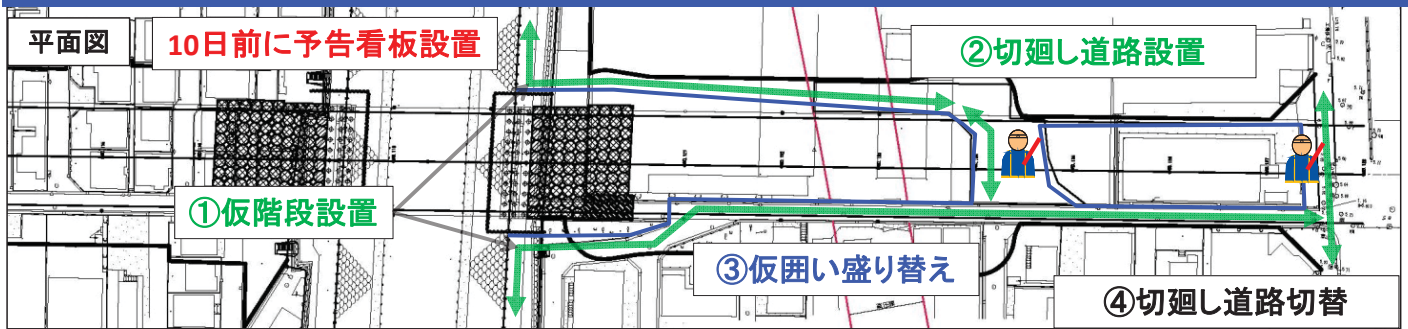 平面図
10日前に予告看板設置
②切廻し道路設置
①仮階段設置
③仮囲い盛り替え
④切廻し道路切替